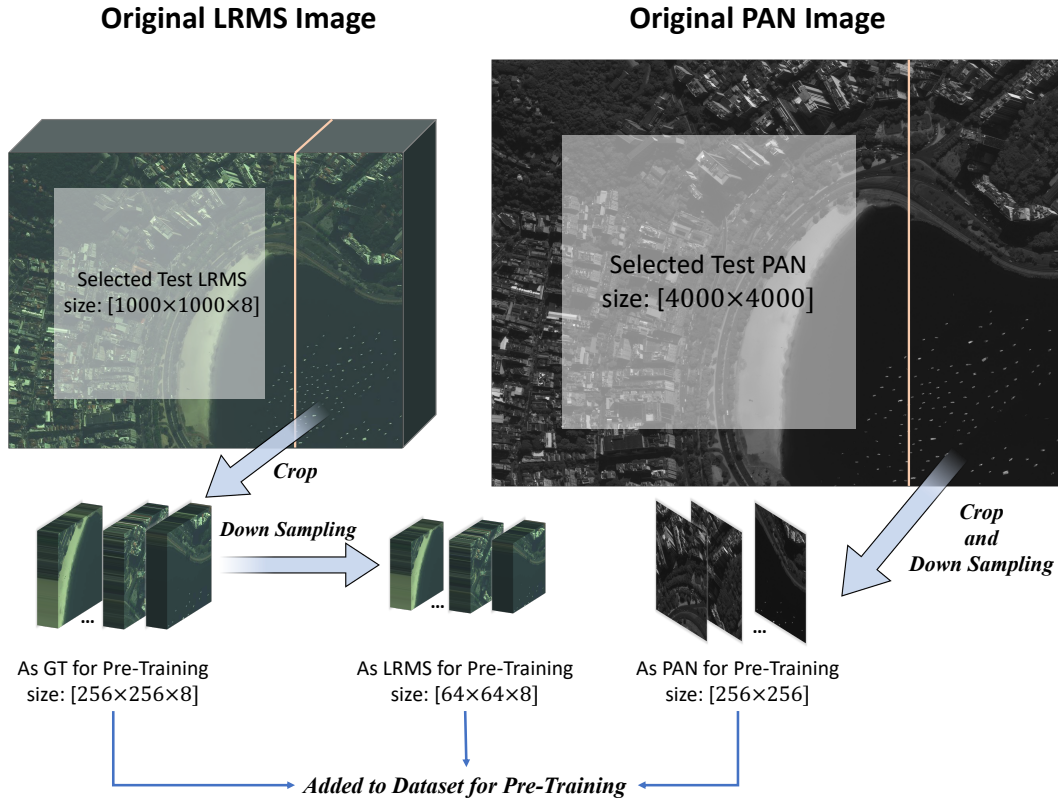 Original LRMS Image
Original PAN Image
Selected Test LRMS
size: [1000×1000×8]
Selected Test PAN
size: [4000×4000]
Crop
Down Sampling
Crop
and
Down Sampling
...
...
...
As GT for Pre-Training
size: [256×256×8]
As LRMS for Pre-Training
size: [64×64×8]
As PAN for Pre-Training
size: [256×256]
Added to Dataset for Pre-Training